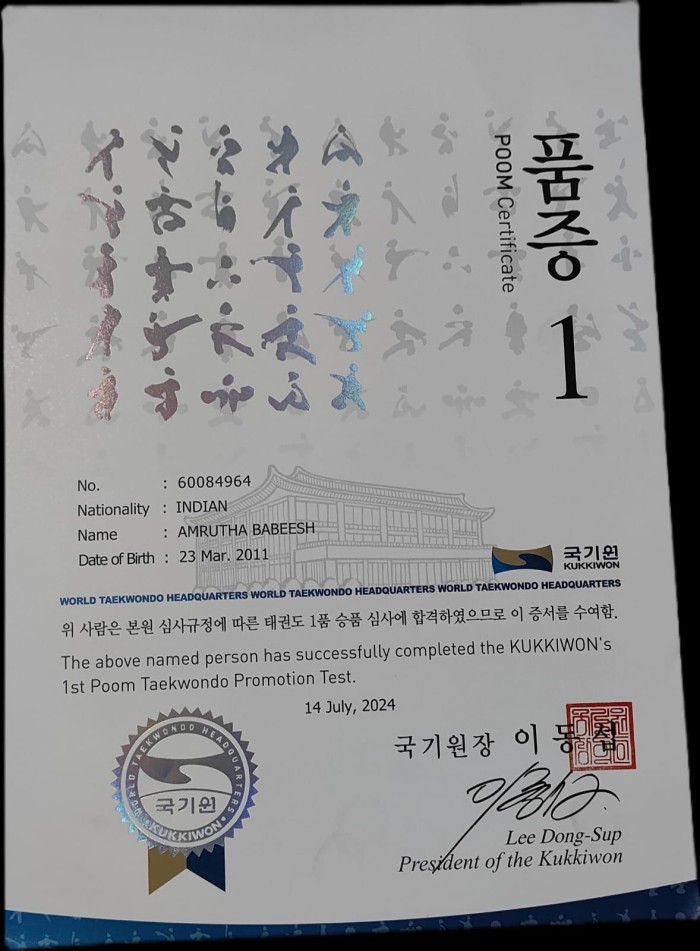 품증
POOM Certificate
1
No. : 60084964
Nationality : INDIAN
Name : AMRUTHA BABEESH
Date of Birth : 23 Mar. 2011
국기원
KUKKIWON
WORLD TAEKWONDO HEADQUARTERS WORLD TAEKWONDO HEADQUARTERS WORLD TAEKWONDO HEADQUARTERS
위 사람은 본원 심사규정에 따른 태권도 1품 승품 심사에 합격하였으므로 이 증서를 수여함.
The above named person has successfully completed the KUKKIWON's
1st Poom Taekwondo Promotion Test.
14 July, 2024
국기원장 이동섭
WORLD TAEKWONDO HEADQUARTERS
국기원
KUKKIWON
Lee Dong-Sup
President of the Kukkiwon